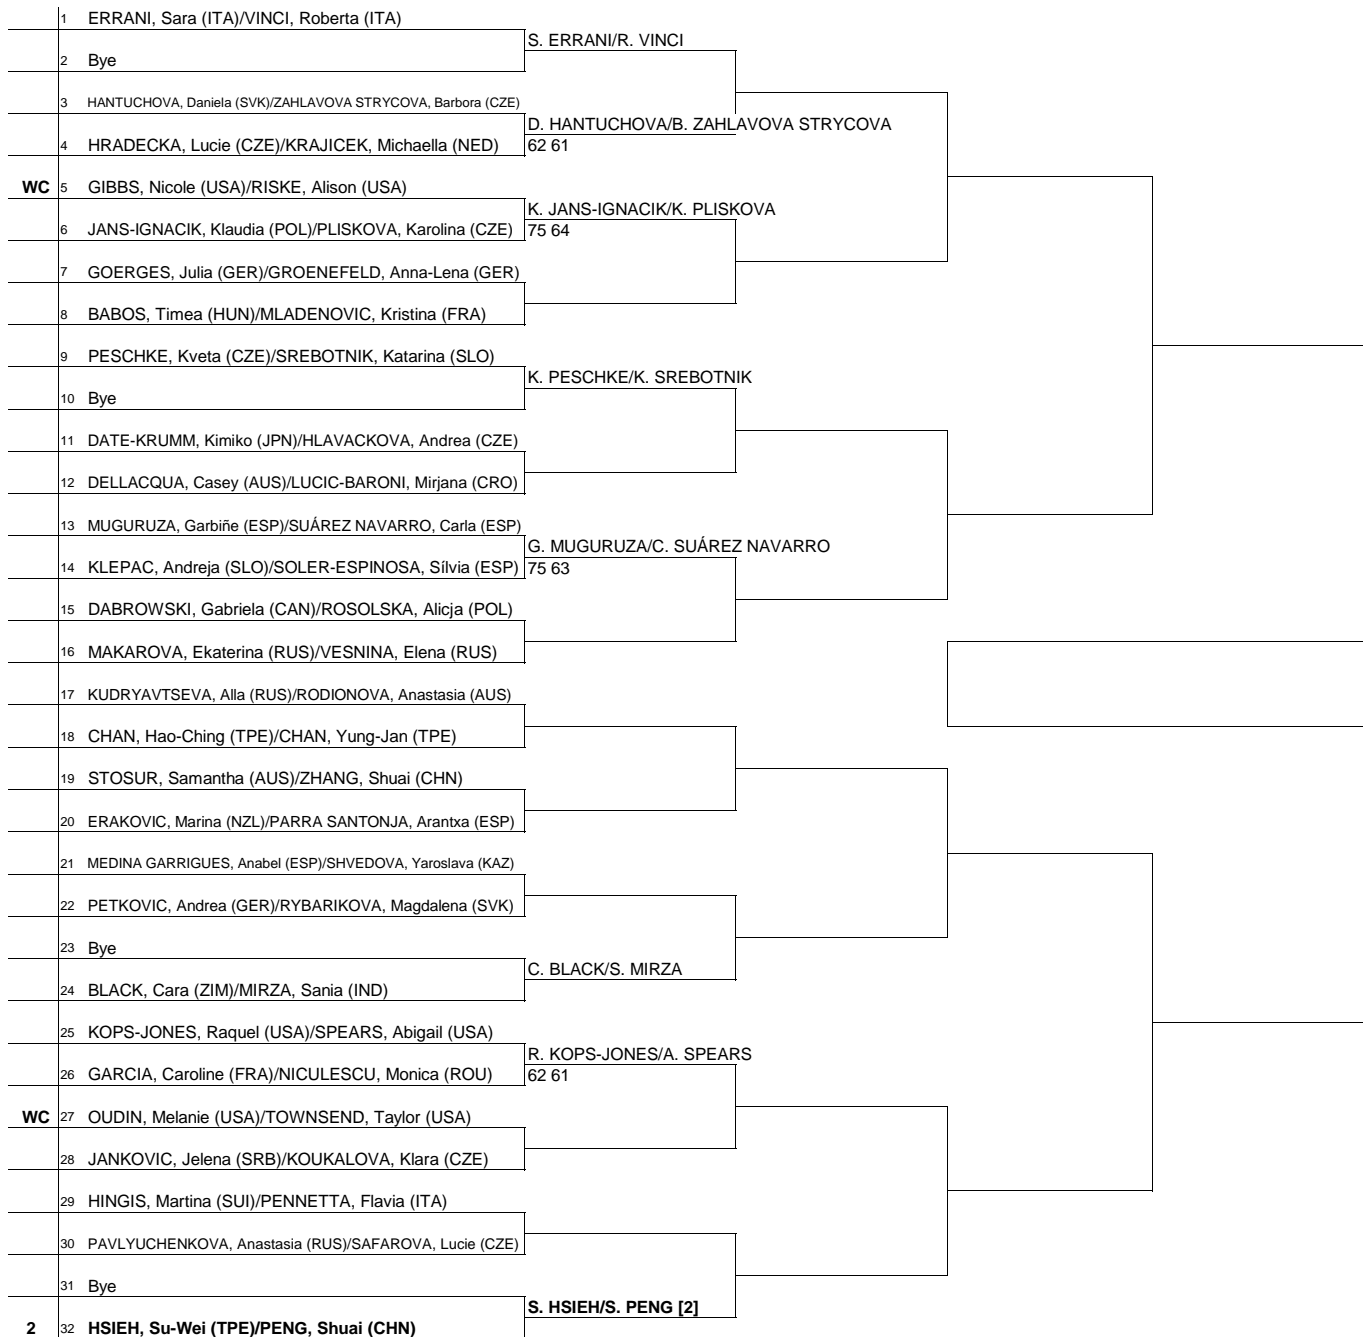 1 ERRANI, Sara (ITA)/VINCI, Roberta (ITA)
S. ERRANI/R. VINCI
2 Bye
3 HANTUCHOVA, Daniela (SVK)/ZAHLAVOVA STRYCOVA, Barbora (CZE)
D. HANTUCHOVA/B. ZAHLAVOVA STRYCOVA
4 HRADECKA, Lucie (CZE)/KRAJICEK, Michaella (NED) 62 61
WC 5 GIBBS, Nicole (USA)/RISKE, Alison (USA)
K. JANS-IGNACIK/K. PLISKOVA
6 JANS-IGNACIK, Klaudia (POL)/PLISKOVA, Karolina (CZE) 75 64
7 GOERGES, Julia (GER)/GROENEFELD, Anna-Lena (GER)
8 BABOS, Timea (HUN)/MLADENOVIC, Kristina (FRA)
9 PESCHKE, Kveta (CZE)/SREBOTNIK, Katarina (SLO)
K. PESCHKE/K. SREBOTNIK
10 Bye
11 DATE-KRUMM, Kimiko (JPN)/HLAVACKOVA, Andrea (CZE)
12 DELLACQUA, Casey (AUS)/LUCIC-BARONI, Mirjana (CRO)
13 MUGURUZA, Garbiñe (ESP)/SUÁREZ NAVARRO, Carla (ESP)
G. MUGURUZA/C. SUÁREZ NAVARRO
14 KLEPAC, Andreja (SLO)/SOLER-ESPINOSA, Sílvia (ESP) 75 63
15 DABROWSKI, Gabriela (CAN)/ROSOLSKA, Alicja (POL)
16 MAKAROVA, Ekaterina (RUS)/VESNINA, Elena (RUS)
17 KUDRYAVTSEVA, Alla (RUS)/RODIONOVA, Anastasia (AUS)
18 CHAN, Hao-Ching (TPE)/CHAN, Yung-Jan (TPE)
19 STOSUR, Samantha (AUS)/ZHANG, Shuai (CHN)
20 ERAKOVIC, Marina (NZL)/PARRA SANTONJA, Arantxa (ESP)
21 MEDINA GARRIGUES, Anabel (ESP)/SHVEDOVA, Yaroslava (KAZ)
22 PETKOVIC, Andrea (GER)/RYBARIKOVA, Magdalena (SVK)
23 Bye
C. BLACK/S. MIRZA
24 BLACK, Cara (ZIM)/MIRZA, Sania (IND)
25 KOPS-JONES, Raquel (USA)/SPEARS, Abigail (USA)
R. KOPS-JONES/A. SPEARS
26 GARCIA, Caroline (FRA)/NICULESCU, Monica (ROU) 62 61
WC 27 OUDIN, Melanie (USA)/TOWNSEND, Taylor (USA)
28 JANKOVIC, Jelena (SRB)/KOUKALOVA, Klara (CZE)
29 HINGIS, Martina (SUI)/PENNETTA, Flavia (ITA)
30 PAVLYUCHENKOVA, Anastasia (RUS)/SAFAROVA, Lucie (CZE)
31 Bye
S. HSIEH/S. PENG [2]
2 32 HSIEH, Su-Wei (TPE)/PENG, Shuai (CHN)